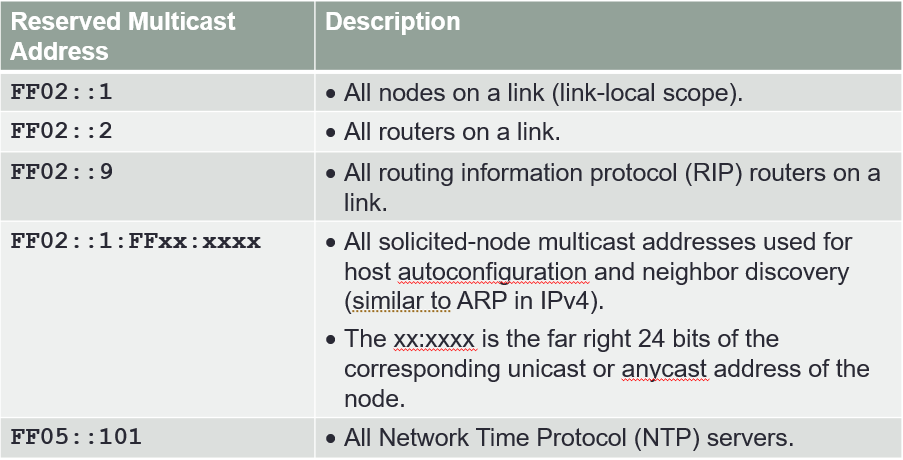 Reserved Multicast
Address
Description
FF02::1
• All nodes on a link (link-local scope).
FF02::2
• All routers on a link.
FF02::9
• All routing information protocol (RIP) routers on a
link.
FF02::1:FFxx:xxxx
• All solicited-node multicast addresses used for
host autoconfiguration and neighbor discovery
(similar to ARP in IPv4).
• The xx:xxxx is the far right 24 bits of the
corresponding unicast or anycast address of the
node.
FF05::101
• All Network Time Protocol (NTP) servers.